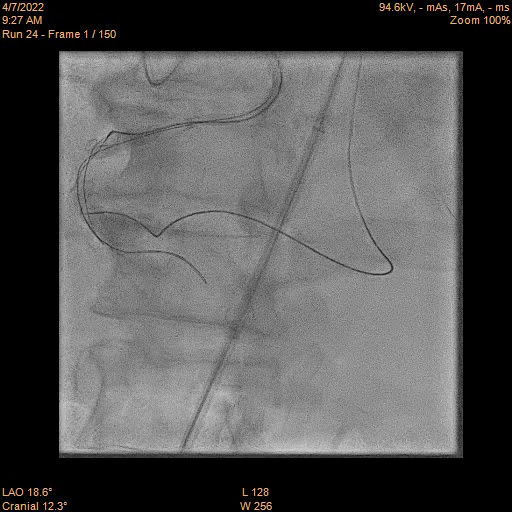 4/7/2022
94.6kV, - mAs, 17mA, - ms
9:27 AM
Zoom 100%
Run 24 - Frame 1 / 150
LAO 18.6°
L 128
Cranial 12.3°
W 256